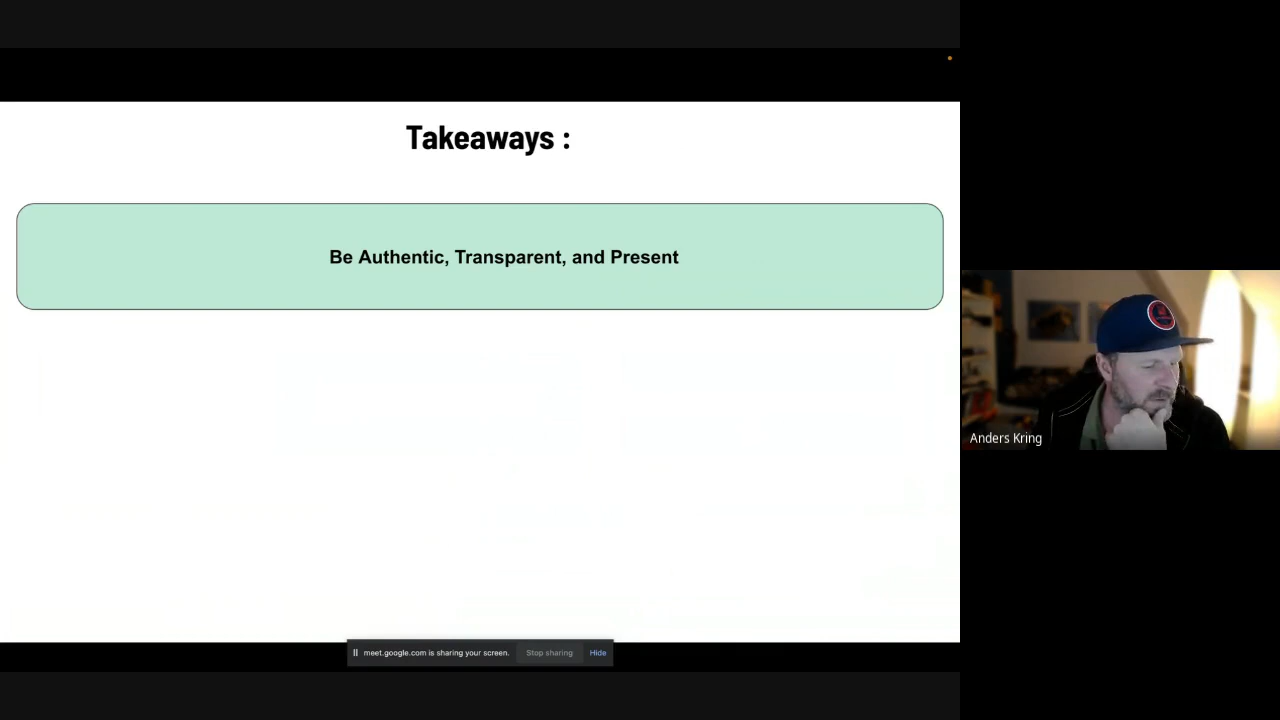 Takeaways :
Be Authentic, Transparent, and Present
Anders Kring
meet.google.com is sharing your screen. Stop sharing Hide